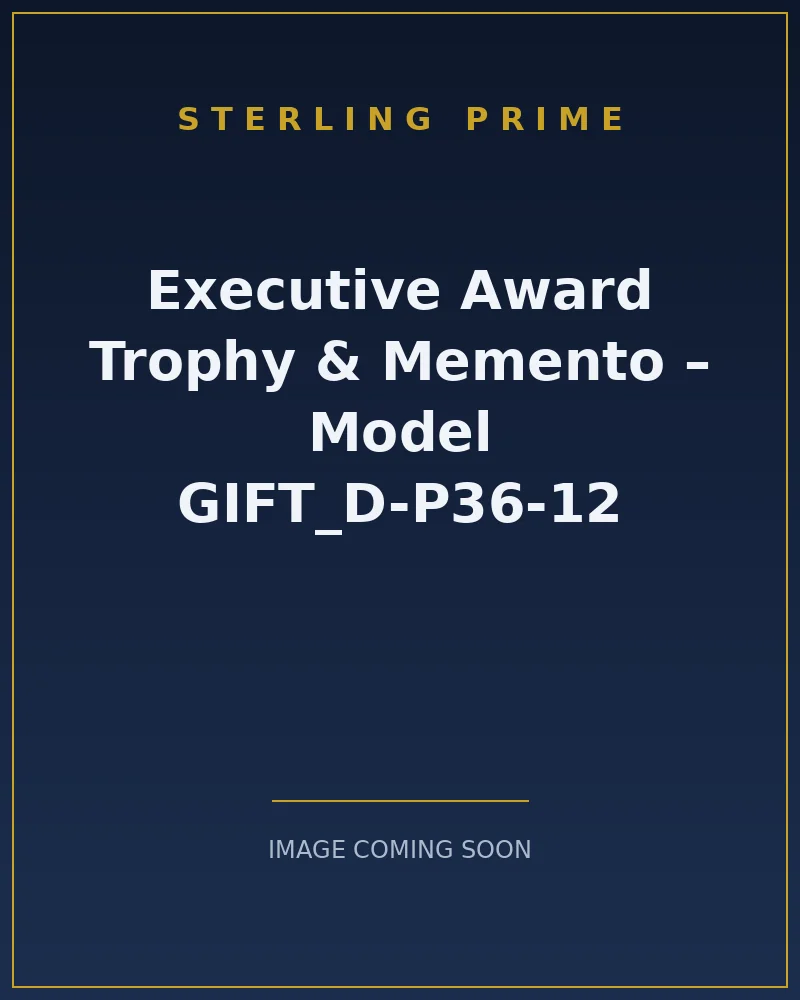 STERLING PRIME
Executive Award
Trophy & Memento –
Model
GIFT_D-P36-12
IMAGE COMING SOON